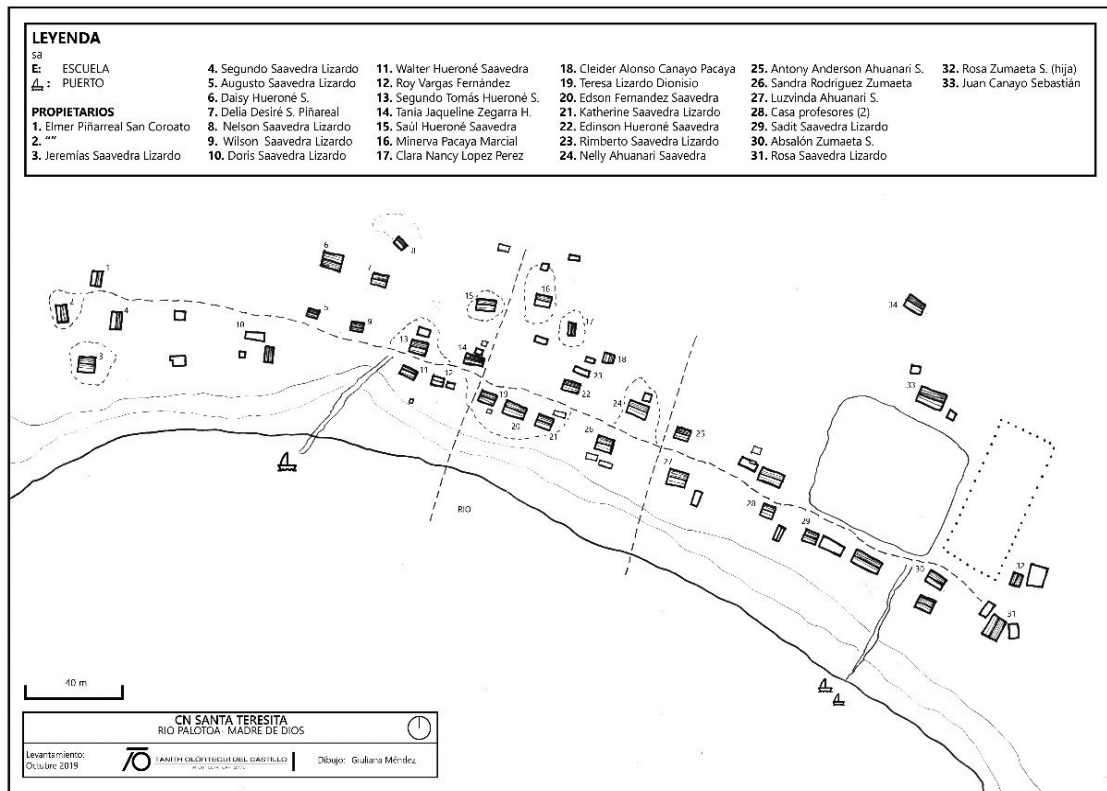 LEYENDA
sa
E: ESCUELA
: PUERTO
PROPIETARIOS
1. Elmer Piñarreal San Coroato
2. “”
3. Jeremías Saavedra Lizardo
4. Segundo Saavedra Lizardo
5. Augusto Saavedra Lizardo
6. Daisy Hueroné S.
7. Delia Desiré S. Piñareal
8. Nelson Saavedra Lizardo
9. Wilson Saavedra Lizardo
10. Doris Saavedra Lizardo
11. Walter Hueroné Saavedra
12. Roy Vargas Fernández
13. Segundo Tomás Hueroné S.
14. Tania Jaqueline Zegarra H.
15. Saúl Hueroné Saavedra
16. Minerva Pacaya Marcial
17. Clara Nancy Lopez Perez
18. Cleider Alonso Canayo Pacaya
19. Teresa Lizardo Dionisio
20. Edson Fernandez Saavedra
21. Katherine Saavedra Lizardo
22. Edinson Hueroné Saavedra
23. Rimberto Saavedra Lizardo
24. Nelly Ahuanari Saavedra
25. Antony Anderson Ahuanari S.
26. Sandra Rodriguez Zumaeta
27. Luzvinda Ahuanari S.
28. Casa profesores (2)
29. Sadit Saavedra Lizardo
30. Absalón Zumaeta S.
31. Rosa Saavedra Lizardo
32. Rosa Zumaeta S. (hija)
33. Juan Canayo Sebastián
6
8
7
1
2
4
3
5
9
10
13
14
15
16
17
18
23
22
11
12
19
20
21
24
25
26
27
34
33
28
29
30
32
31
RIO
40 m
CN SANTA TERESITA
RIO PALOTOA- MADRE DE DIOS
Levantamiento:
Octubre 2019
TANITH OLÓRTEGUI DEL CASTILLO
Dibujo: Giuliana Méndez